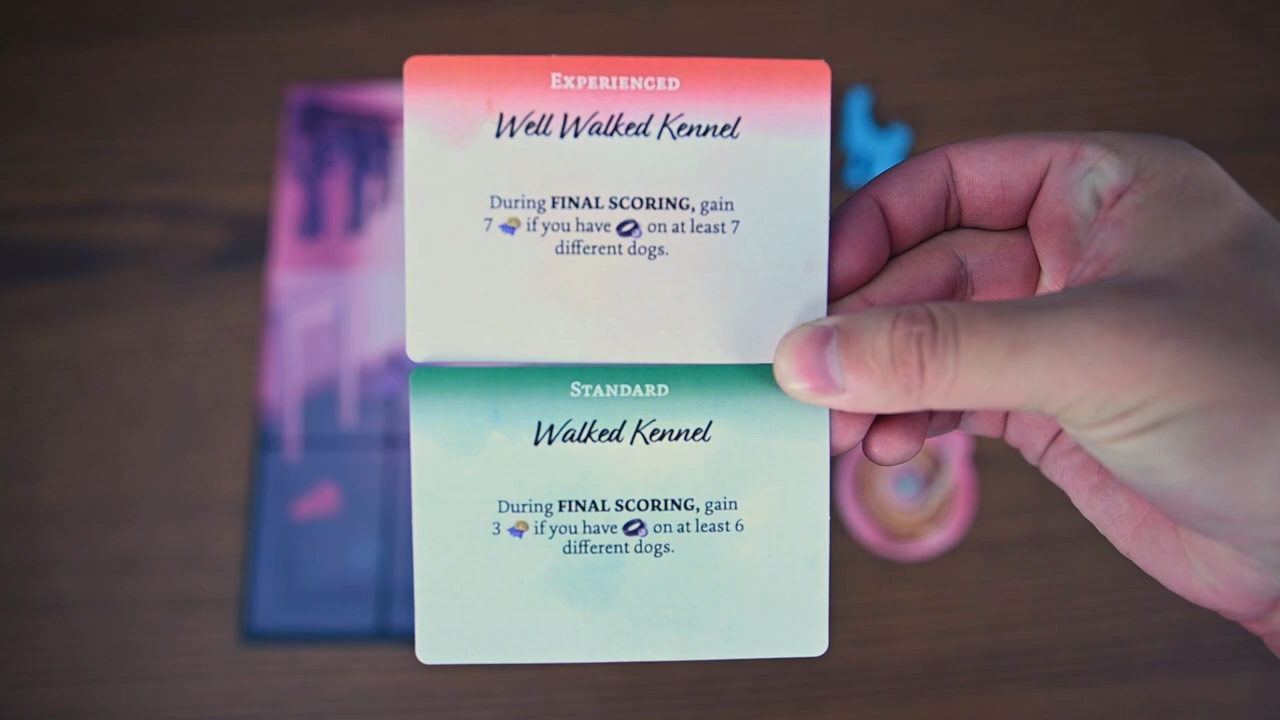 EXPERIENCED
Well Walked Kennel
During FINAL SCORING, gain
7 if you have on at least 7
different dogs.
STANDARD
Walked Kennel
During FINAL SCORING, gain
3 if you have on at least 6
different dogs.